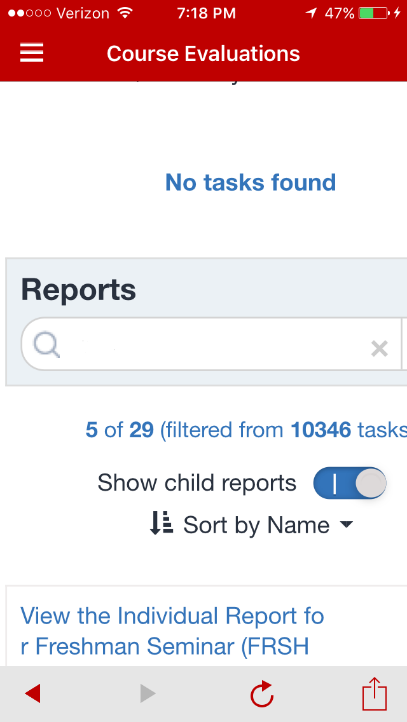 Verizon 7:18 PM 47%
Course Evaluations
No tasks found
Reports
5 of 29 (filtered from 10346 tasks
Show child reports
Sort by Name
View the Individual Report fo
r Freshman Seminar (FRSH